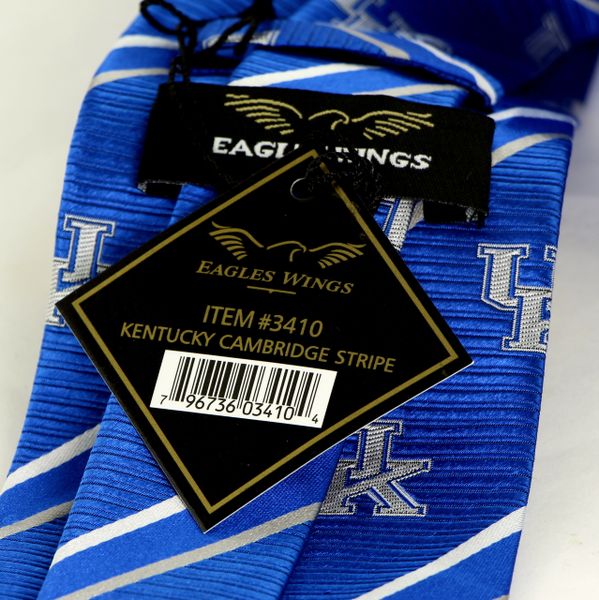 EAGLES WINGS
EAGLES WINGS
ITEM #3410
KENTUCKY CAMBRIDGE STRIPE
7 96736 03410 4
UK
UK
UK